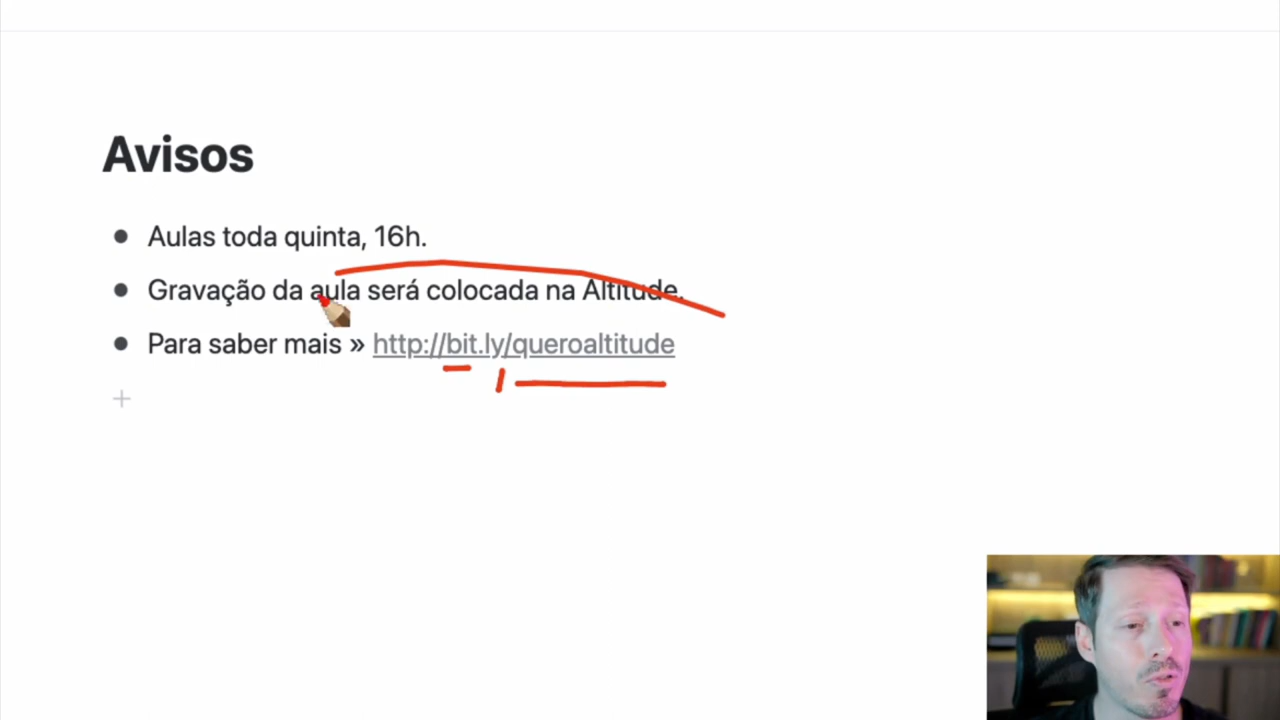 Avisos
Aulas toda quinta, 16h.
Gravação da aula será colocada na Altitude.
Para saber mais » http://bit.ly/queroaltitude